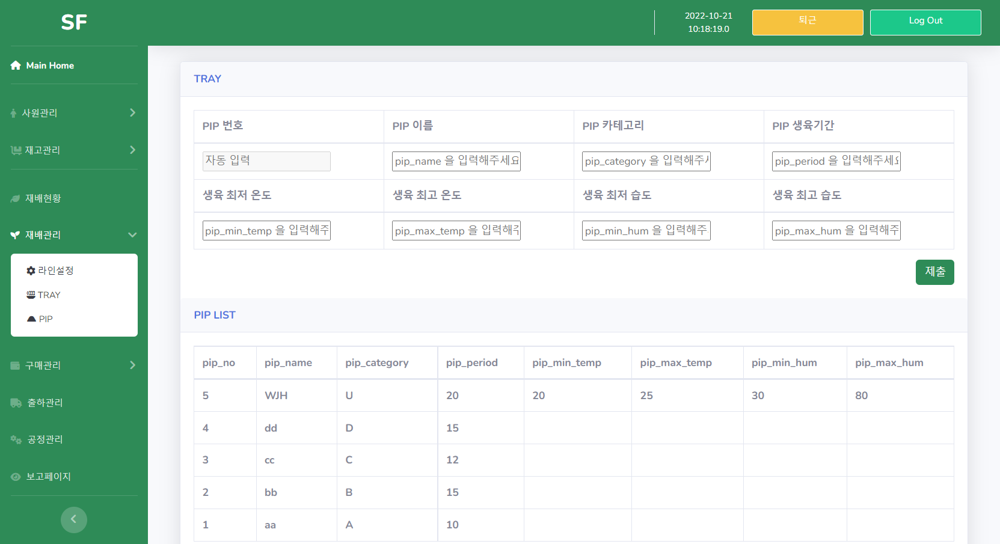 SF
2022-10-21
10:18:19.0
퇴근
Log Out
Main Home
사원관리
재고관리
재배현황
재배관리
라인설정
TRAY
PIP
구매관리
출하관리
공정관리
보고페이지
TRAY
PIP 번호 PIP 이름 PIP 카테고리 PIP 생육기간
자동 입력 pip_name 을 입력해주세요 pip_category 을 입력해주 pip_period 을 입력해주세요
생육 최저 온도 생육 최고 온도 생육 최저 습도 생육 최고 습도
pip_min_temp 을 입력해주 pip_max_temp 을 입력해주 pip_min_hum 을 입력해주 pip_max_hum 을 입력해주
제출
PIP LIST
pip_no pip_name pip_category pip_period pip_min_temp pip_max_temp pip_min_hum pip_max_hum
5 WJH U 20 20 25 30 80
4 dd D 15
3 cc C 12
2 bb B 15
1 aa A 10